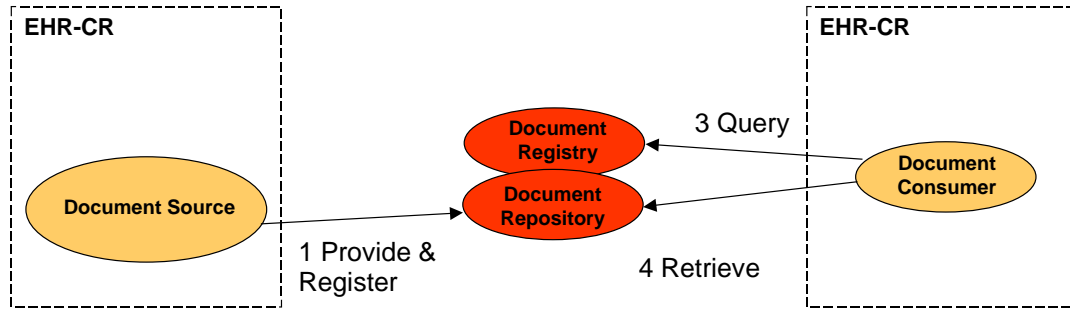 EHR-CR
EHR-CR
Document
Registry
3 Query
Document
Consumer
Document Source
Document
Repository
1 Provide &
Register
4 Retrieve